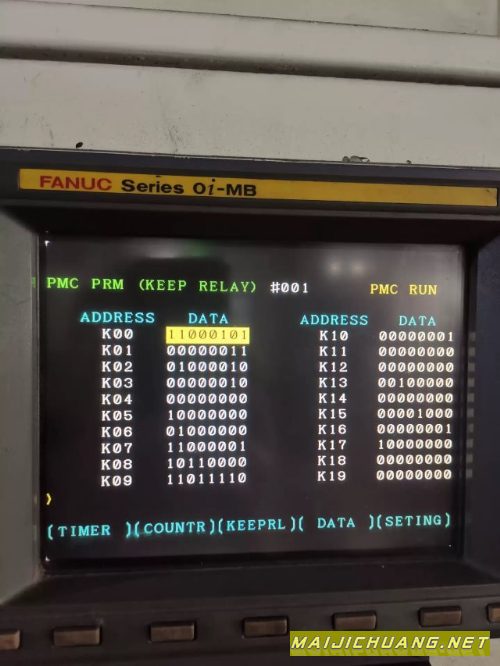 FANUC Series 0i-MB
PMC PRM (KEEP RELAY) #001 PMC RUN
ADDRESS DATA ADDRESS DATA
K00 11000101 K10 00000001
K01 00000011 K11 00000000
K02 01000010 K12 00000000
K03 00000010 K13 00100000
K04 00000000 K14 00000000
K05 10000000 K15 00001000
K06 01000000 K16 00000001
K07 11000001 K17 10000000
K08 10110000 K18 00000000
K09 11011110 K19 00000000
)
(TIMER )(COUNTR)(KEEPRL)( DATA )(SETING)
MAIJICHUANG.NET